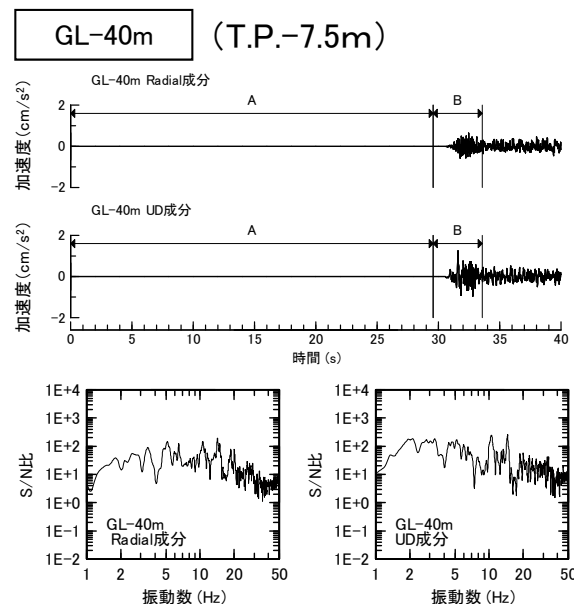 GL-40m (T.P.-7.5m)
GL-40m Radial成分
加速度(cm/s²)
2
0
-2
A B
GL-40m UD成分
加速度(cm/s²)
2
0
-2
A B
0 5 10 15 20 25 30 35 40
時間(s)
S/N比
1E+4
1E+3
1E+2
1E+1
1E+0
1E-1
1E-2
GL-40m
Radial成分
1 2 5 10 20 50
振動数(Hz)
S/N比
1E+4
1E+3
1E+2
1E+1
1E+0
1E-1
1E-2
GL-40m
UD成分
1 2 5 10 20 50
振動数(Hz)